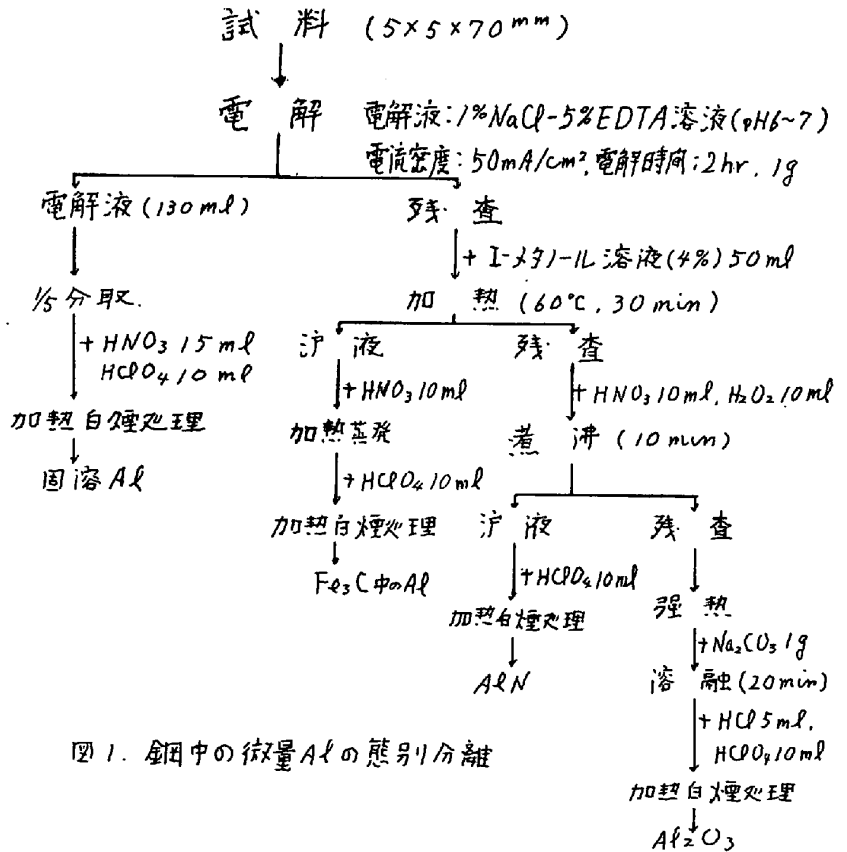 試料 (5×5×70mm)
電解 電解液:1%NaCl-5%EDTA溶液(pH6~7)
電流密度:50mA/cm²,電解時間:2hr, 1g
電解液(130ml)
1/5分取.
+HNO3 15ml
HClO4 10ml
加熱白煙処理
固溶Al
残査
+ヨーメタノール溶液(4%)50ml
加熱(60℃, 30min)
沪液
+HNO3 10ml
加熱蒸発
+HClO4 10ml
加熱白煙処理
Fe3C中のAl
残査
+HNO3 10ml, H2O2 10ml
煮沸(10min)
沪液
+HClO4 10ml
加熱白煙処理
AlN
残査
强熱
+Na2CO3 1g
溶融(20min)
+HCl 5ml,
HClO4 10ml
加熱白煙処理
Al2O3
図1. 鋼中の微量Alの態別分離